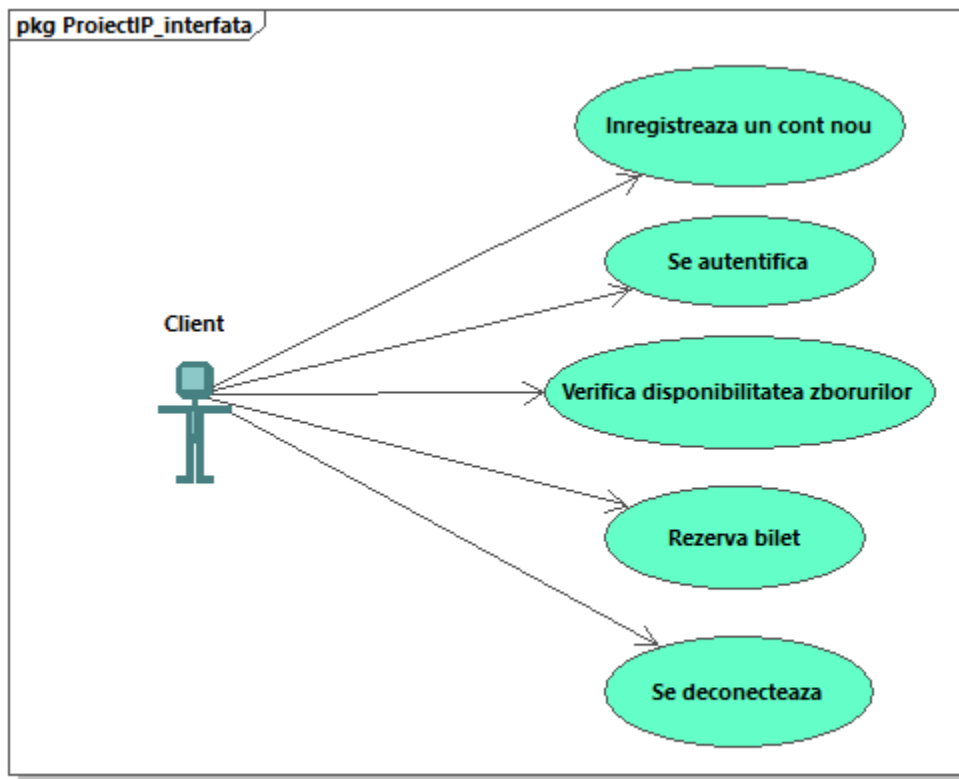 pkg ProiectIP_interfata
Inregistreaza un cont nou
Se autentifica
Client
Verifica disponibilitatea zborurilor
Rezerva bilet
Se deconecteaza